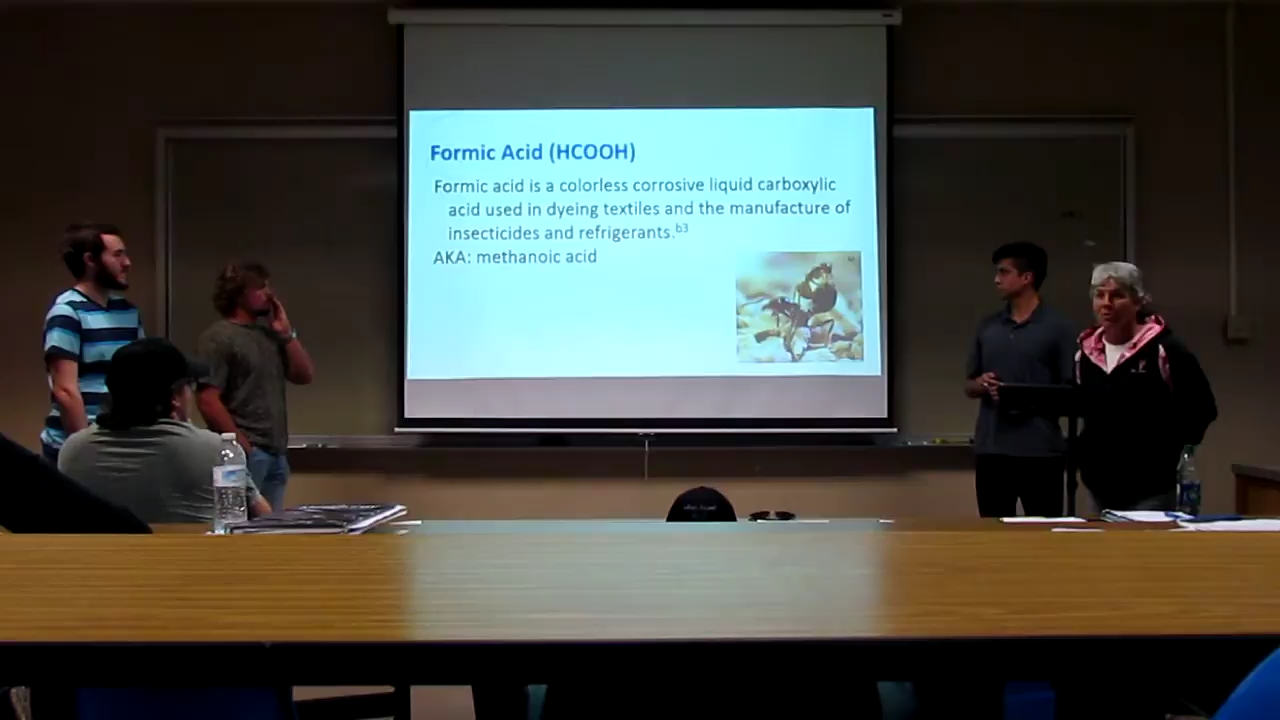 Formic Acid (HCOOH)
Formic acid is a colorless corrosive liquid carboxylic
acid used in dyeing textiles and the manufacture of
insecticides and refrigerants.b3
AKA: methanoic acid